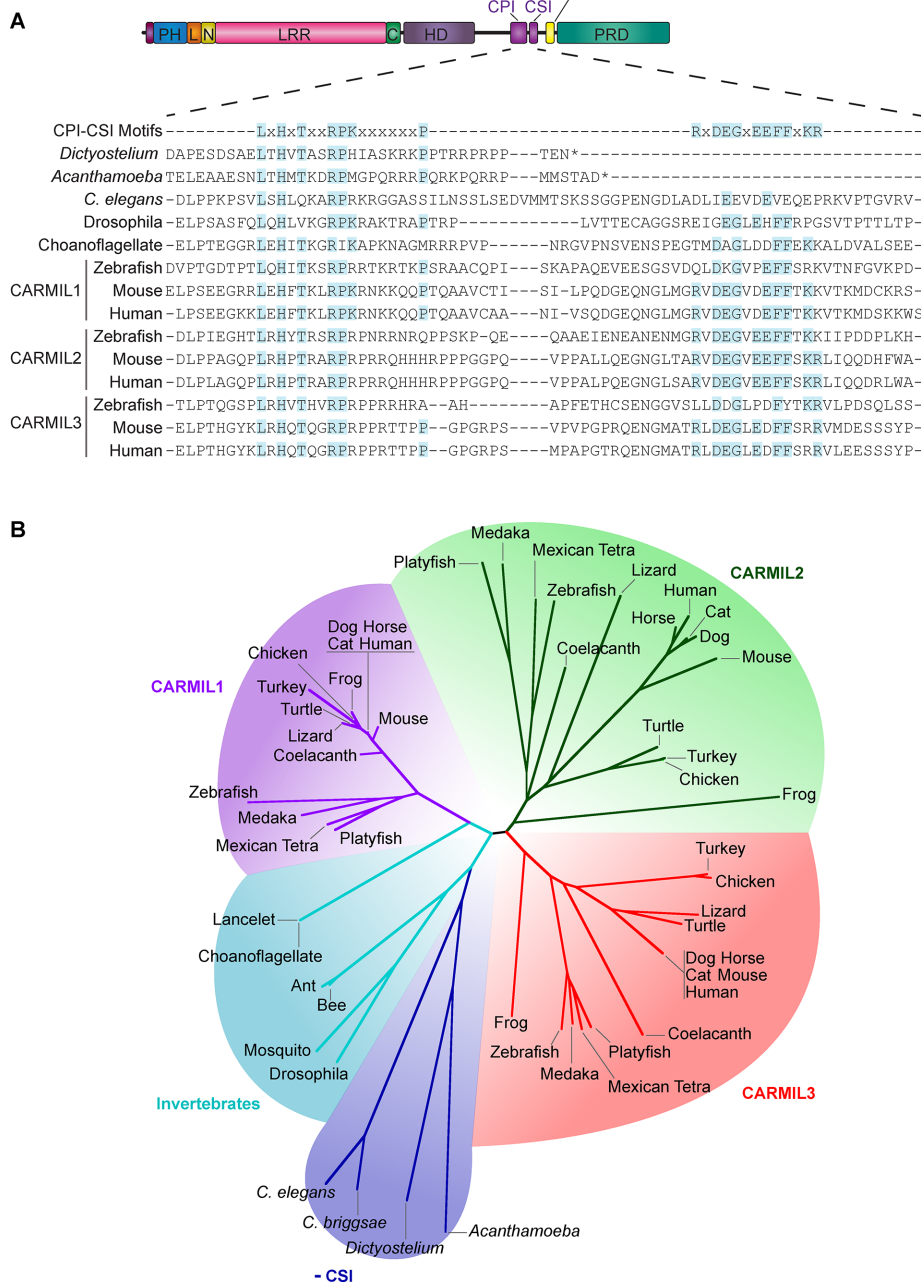 A
CPI CSI
PH L N LRR C HD PRD
CPI-CSI Motifs ---------LxHxTxxRPKxxxxxxP---------------------------RxDEGxEEFFxKR----------
Dictyostelium DAPESDSAELTHVTASRPHIASKRKPPTRRPRPP---TEN*----------------------------------
Acanthamoeba TELEAAESNLTHMTKDRPMGPQRRRPQRKPQRRP---MMSTAD*-------------------------------
C. elegans -DLPPKPSVLSHLQKARPRKRGGASSILNSSLSEDVMMTSKSSGGPENGDLADLIEEVDEVEQEPRKVPTGVRV-
Drosophila -ELPSASFQLQHLVKGRPKRAKTRAPTRP------------LVTTECAGGSREIGEGLEHFFRPGSVTPTTLTP-
Choanoflagellate -ELPTEGGRLEHITKGRIKAPKNAGMRRRPVP---------NRGVPNSVENSPEGTMDAGLDDFFEKKALDVALSEE-
CARMIL1
Zebrafish DVPTGDTPTLQHITKSRPRRTKRTKPSRAACQPI---SKAPAQEVEESGSVDQLDKGVPEFFSRKVTNFGVKPD-
Mouse ELPSEEGRRLEHFTKLRPKRNKKQQPTQAAVCTI---SI-LPQDGEQNGLMGRVDEGVDEFFTKKVTKMDCKRS-
Human -LPSEEGKKLEHFTKLRPKRNKKQQPTQAAVCAA---NI-VSQDGEQNGLMGRVDEGVDEFFTKKVTKMDSKKWS
CARMIL2
Zebrafish -DLPIEGHTLRHYTRSRPRPNRRNRQPPSKP-QE----QAAEIENEANENMGRVDEGVEEFFTKKIIPDDPLKH-
Mouse -DLPPAGQPLRHYTRARPRPRRQNHHRPPPGGPQ----VPPALLQEGNGLTARVDEGVEEFFSKRLIQQDHFWA-
Human -DLPLAGQPLRHPTRARPRPRRQHHHRPPPGGPQ----VPPALPQEGNGLSARVDEGVEEFFSKRLIQQDRLWA-
CARMIL3
Zebrafish -TLPTQGSPLRHVTHVRPRPPRRHRA--AH--------APFETHCSENGGVSLLDDGLPDFYTKRVLPDSQLSS-
Mouse -ELPTHGYKLRHQTQGRPRPPRTTPP--GPGRPS----VPVPGPRQENGMATRLDEGLEDFFSRRVMDESSSYP-
Human -ELPTHGYKLRHQTQGRPRPPRTTPP--GPGRPS----MPAPGTRQENGMATRLDEGLEDFFSRRVLEESSSYP-
B
Medaka
Platyfish
Mexican Tetra
Zebrafish
Lizard
CARMIL2
Human
Horse
Cat
Dog
Coelacanth
Mouse
Turtle
Turkey
Chicken
Frog
CARMIL1
Dog Horse
Cat Human
Chicken
Frog
Turkey
Turtle
Mouse
Lizard
Coelacanth
Zebrafish
Medaka
Mexican Tetra
Platyfish
Turkey
Chicken
Lizard
Turtle
Dog Horse
Cat Mouse
Human
Coelacanth
Frog
Zebrafish
Platyfish
Medaka
Mexican Tetra
CARMIL3
Lancelet
Choanoflagellate
Ant
Bee
Mosquito
Drosophila
Invertebrates
C. elegans
C. briggsae
Dictyostelium
Acanthamoeba
- CSI